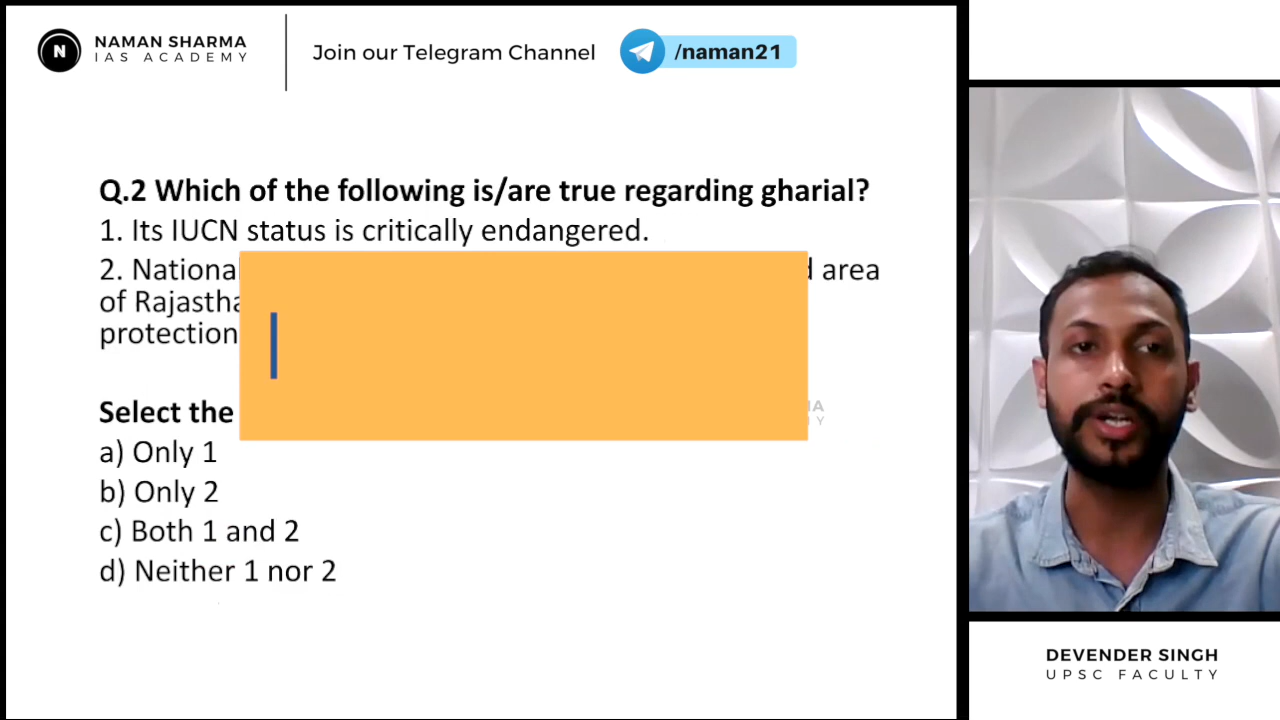 NAMAN SHARMA
IAS ACADEMY
Join our Telegram Channel
/naman21
Q.2 Which of the following is/are true regarding gharial?
1. Its IUCN status is critically endangered.
2. area
of
protection
Select the
a) Only 1
b) Only 2
c) Both 1 and 2
d) Neither 1 nor 2
DEVENDER SINGH
UPSC FACULTY